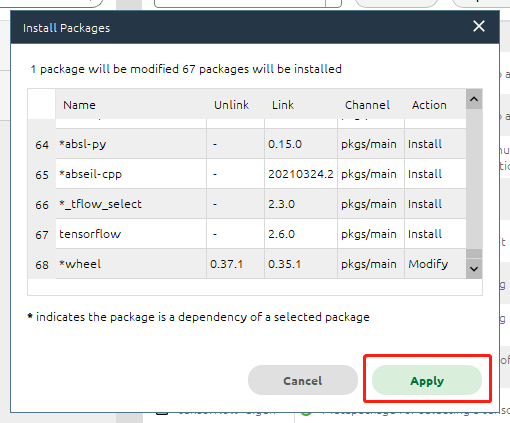 Install Packages
1 package will be modified 67 packages will be installed
Name Unlink Link Channel Action
64 *absl-py - 0.15.0 pkgs/main Install
65 *abseil-cpp - 20210324.2 pkgs/main Install
66 *_tflow_select - 2.3.0 pkgs/main Install
67 tensorflow - 2.6.0 pkgs/main Install
68 *wheel 0.37.1 0.35.1 pkgs/main Modify
* indicates the package is a dependency of a selected package
Cancel Apply